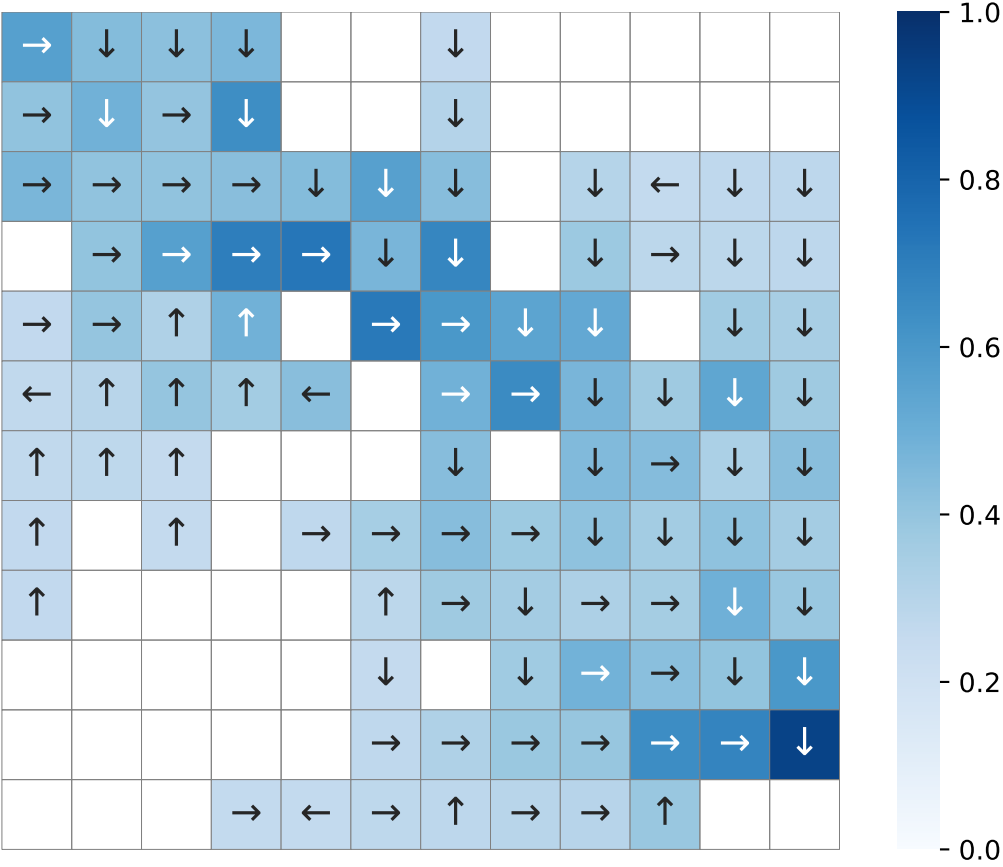 → ↓ ↓ ↓ ↓
→ ↓ → ↓ ↓
→ → → → ↓ ↓ ↓ ↓ ← ↓ ↓
→ → → → ↓ ↓ ↓ → ↓ ↓
→ → ↑ ↑ → → ↓ ↓ ↓ ↓
← ↑ ↑ ↑ ← → → ↓ ↓ ↓ ↓
↑ ↑ ↑ ↓ ↓ → ↓ ↓
↑ ↑ → → → → ↓ ↓ ↓ ↓
↑ ↑ → ↓ → → ↓ ↓
↓ ↓ → → ↓ ↓
→ → → → → → ↓
→ ← → ↑ → → ↑
1.0
0.8
0.6
0.4
0.2
0.0